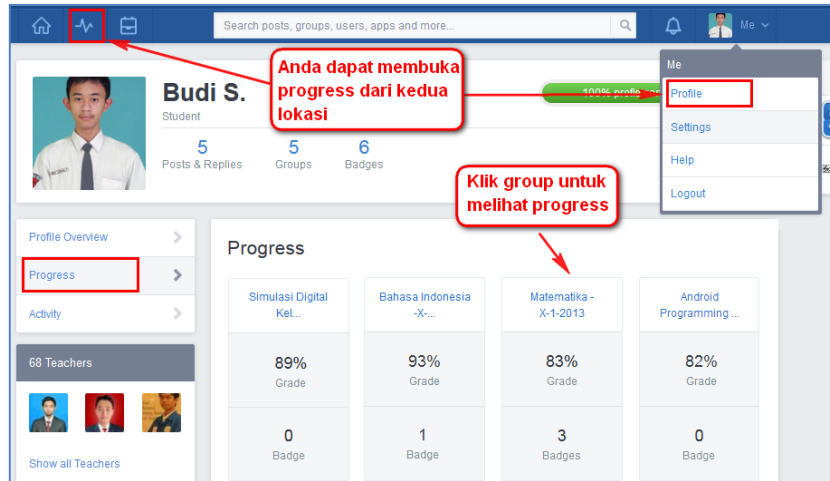 Search posts, groups, users, apps and more...
Me
Anda dapat membuka
progress dari kedua
lokasi
Budi S.
Student
100% profile
5
Posts & Replies
5
Groups
6
Badges
Me
Profile
Settings
Help
Logout
Klik group untuk
melihat progress
Profile Overview
Progress
Activity
68 Teachers
Show all Teachers
Progress
Simulasi Digital
Kel...
89%
Grade
0
Badge
Bahasa Indonesia
-X-...
93%
Grade
1
Badge
Matematika -
X-1-2013
83%
Grade
3
Badges
Android
Programming ...
82%
Grade
0
Badge